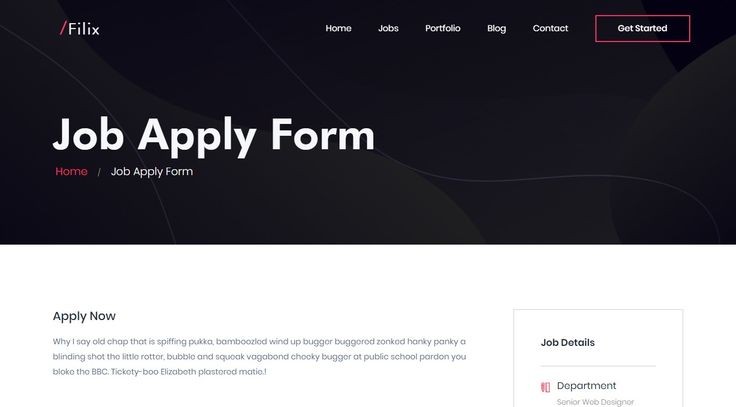 /Filix
Home Jobs Portfolio Blog Contact Get Started
Job Apply Form
Home / Job Apply Form
Apply Now
Why I say old chap that is spiffing pukka, bamboozled wind up bugger buggered zonked hanky panky a
blinding shot the little rotter, bubble and squeak vagabond cheeky bugger at public school pardon you
bloke the BBC. Tickety-boo Elizabeth plastered matie.!
Job Details
Department
Senior Web Designer